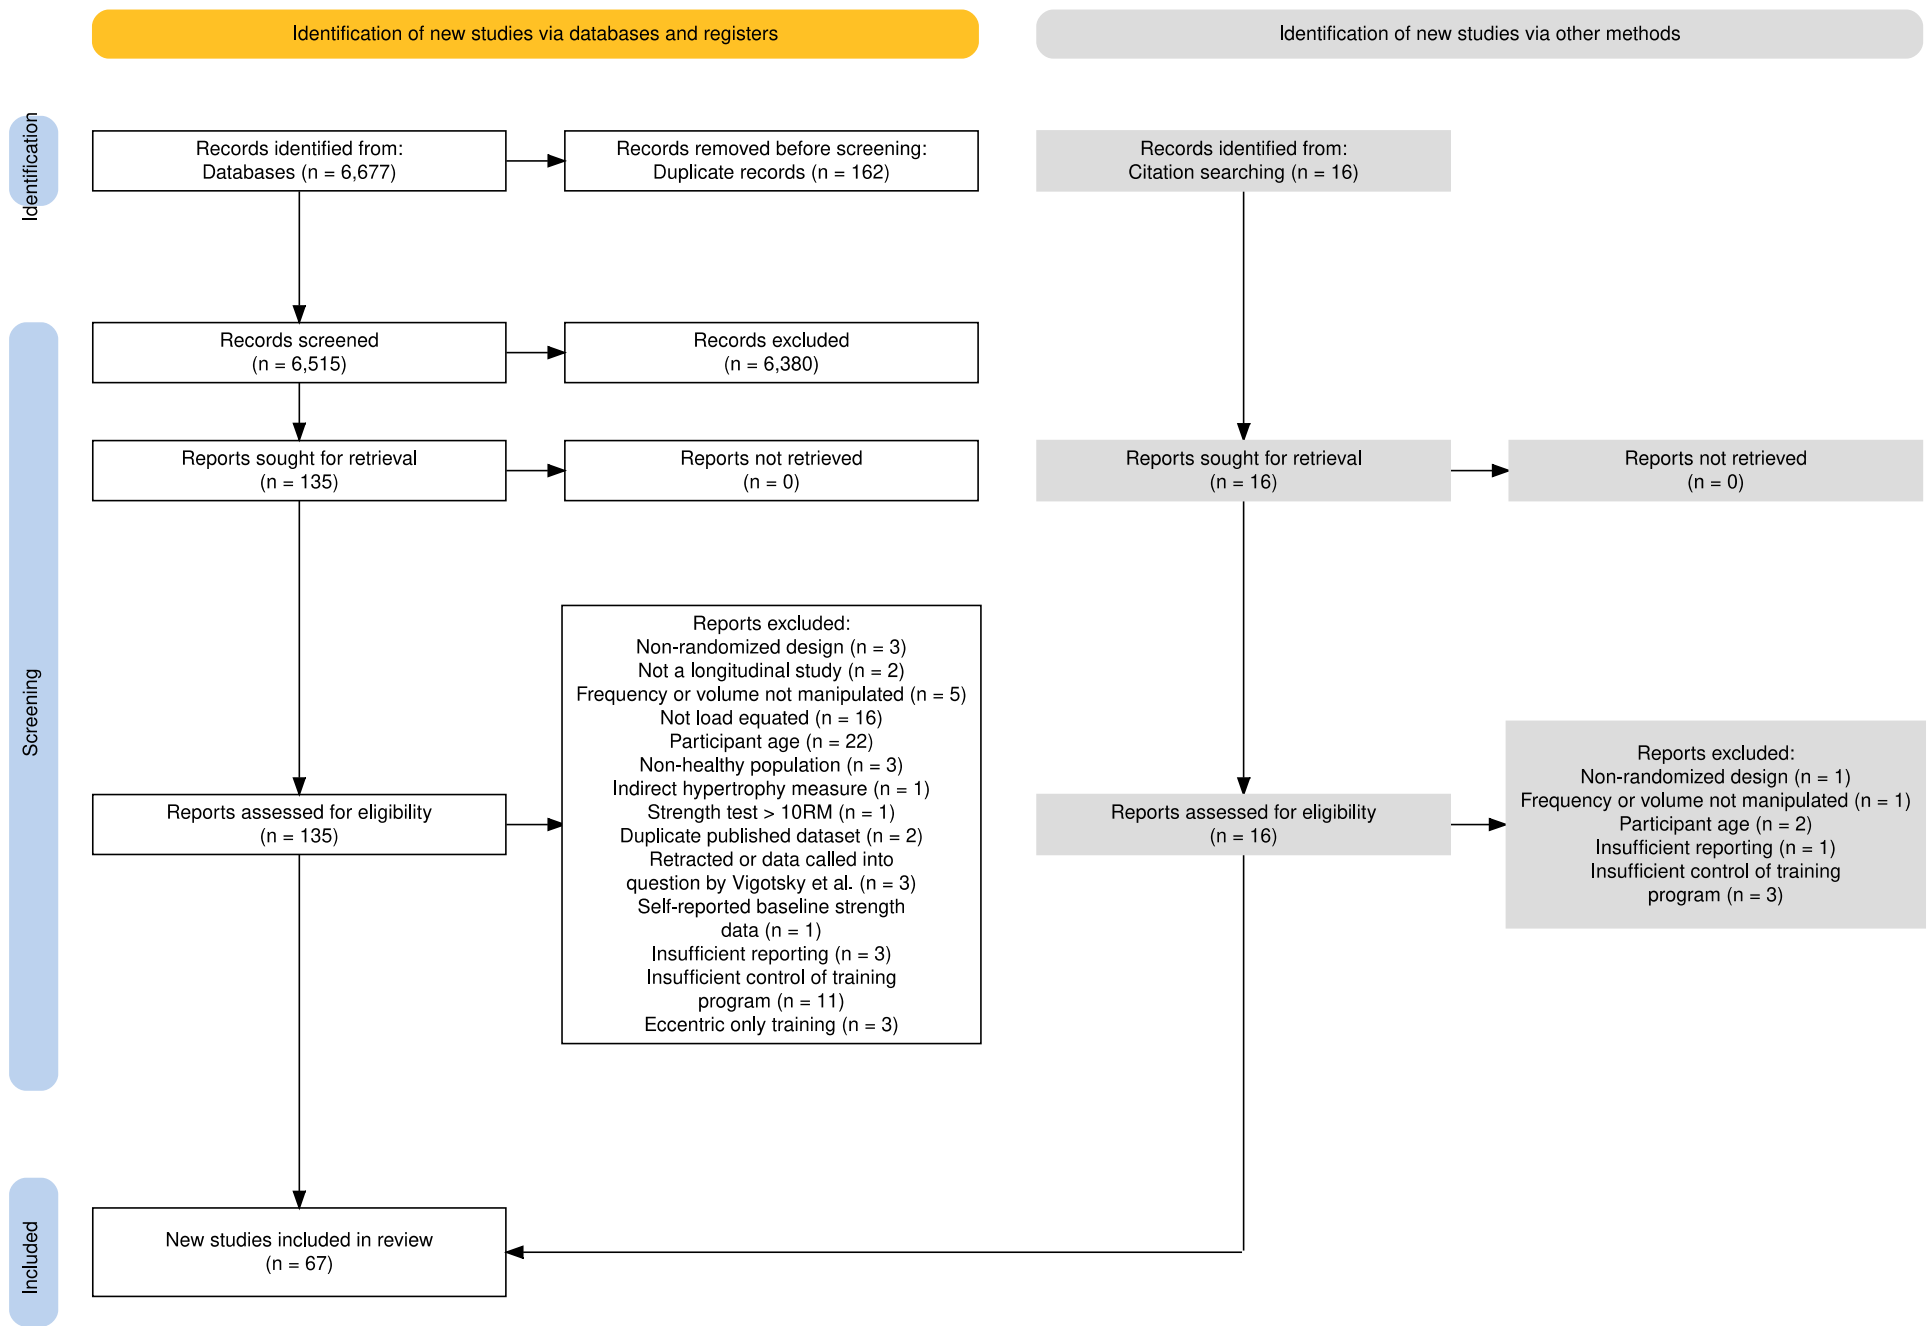 Identification of new studies via databases and registers
Identification of new studies via other methods
Identification
Records identified from:
Databases (n = 6,677)
Records removed before screening:
Duplicate records (n = 162)
Records identified from:
Citation searching (n = 16)
Screening
Records screened
(n = 6,515)
Records excluded
(n = 6,380)
Reports sought for retrieval
(n = 135)
Reports not retrieved
(n = 0)
Reports sought for retrieval
(n = 16)
Reports not retrieved
(n = 0)
Reports assessed for eligibility
(n = 135)
Reports excluded:
Non-randomized design (n = 3)
Not a longitudinal study (n = 2)
Frequency or volume not manipulated (n = 5)
Not load equated (n = 16)
Participant age (n = 22)
Non-healthy population (n = 3)
Indirect hypertrophy measure (n = 1)
Strength test > 10RM (n = 1)
Duplicate published dataset (n = 2)
Retracted or data called into
question by Vigotsky et al. (n = 3)
Self-reported baseline strength
data (n = 1)
Insufficient reporting (n = 3)
Insufficient control of training
program (n = 11)
Eccentric only training (n = 3)
Reports assessed for eligibility
(n = 16)
Reports excluded:
Non-randomized design (n = 1)
Frequency or volume not manipulated (n = 1)
Participant age (n = 2)
Insufficient reporting (n = 1)
Insufficient control of training
program (n = 3)
Included
New studies included in review
(n = 67)